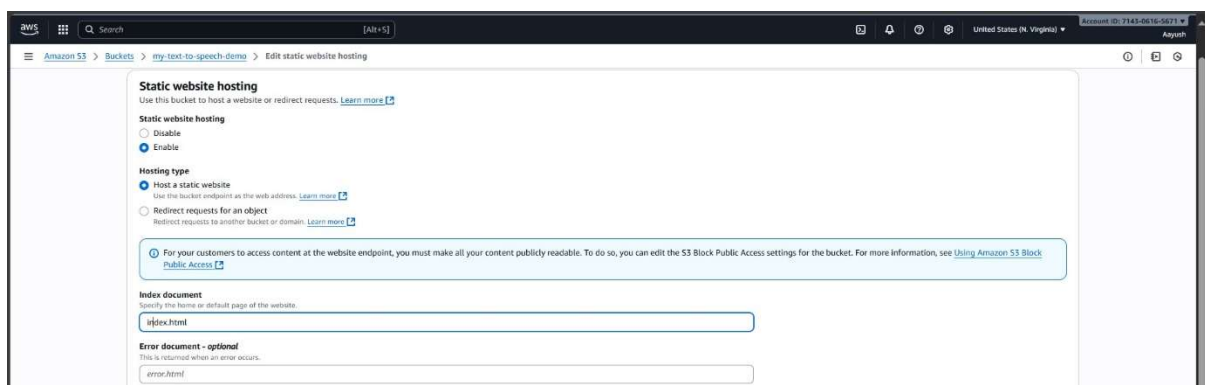 aws
Search [Alt+S]
United States (N. Virginia)
Account ID: 7143-0616-5671
Aayush
Amazon S3 > Buckets > my-text-to-speech-demo > Edit static website hosting
Static website hosting
Use this bucket to host a website or redirect requests. Learn more
Static website hosting
Disable
Enable
Hosting type
Host a static website
Use the bucket endpoint as the web address. Learn more
Redirect requests for an object
Redirect requests to another bucket or domain. Learn more
For your customers to access content at the website endpoint, you must make all your content publicly readable. To do so, you can edit the S3 Block Public Access settings for the bucket. For more information, see Using Amazon S3 Block
Public Access
Index document
Specify the home or default page of the website.
index.html
Error document - optional
This is returned when an error occurs.
error.html